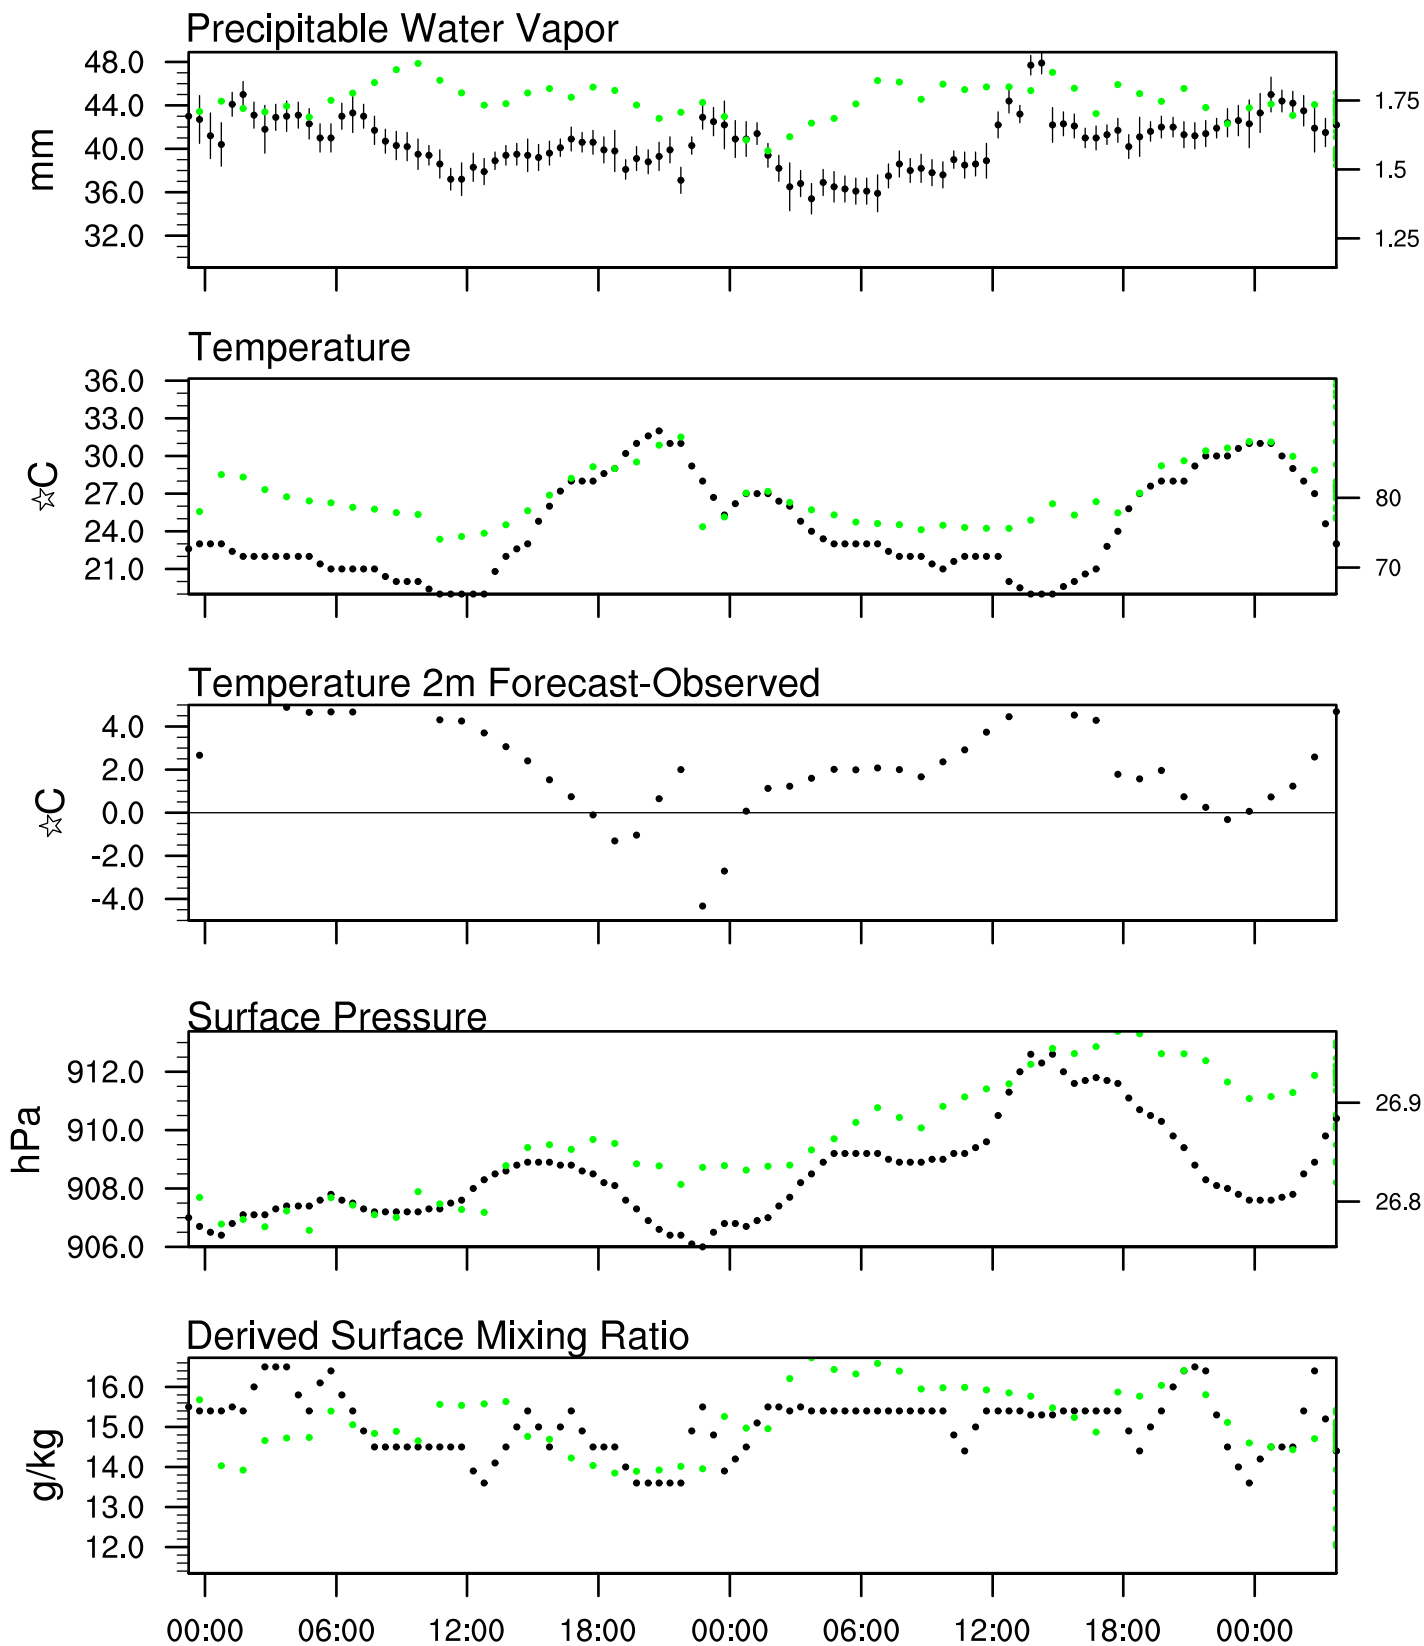 Precipitable Water Vapor
48.0
44.0
40.0
36.0
32.0
mm
1.75
1.5
1.25
Temperature
36.0
33.0
30.0
27.0
24.0
21.0
☆C
80
70
Temperature 2m Forecast-Observed
4.0
2.0
0.0
-2.0
-4.0
☆C
Surface Pressure
912.0
910.0
908.0
906.0
hPa
26.9
26.8
Derived Surface Mixing Ratio
16.0
15.0
14.0
13.0
12.0
g/kg
00:00 06:00 12:00 18:00 00:00 06:00 12:00 18:00 00:00